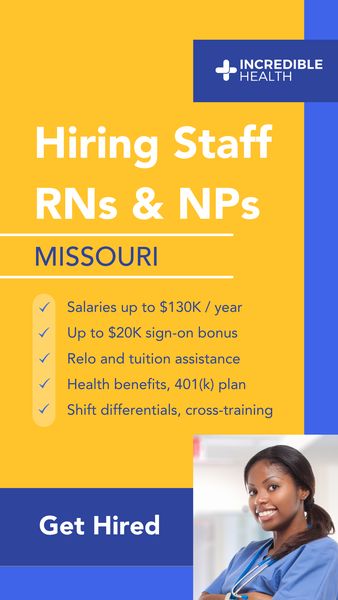 INCREDIBLE
HEALTH
Hiring Staff
RNs & NPs
MISSOURI
Salaries up to $130K / year
Up to $20K sign-on bonus
Relo and tuition assistance
Health benefits, 401(k) plan
Shift differentials, cross-training
Get Hired